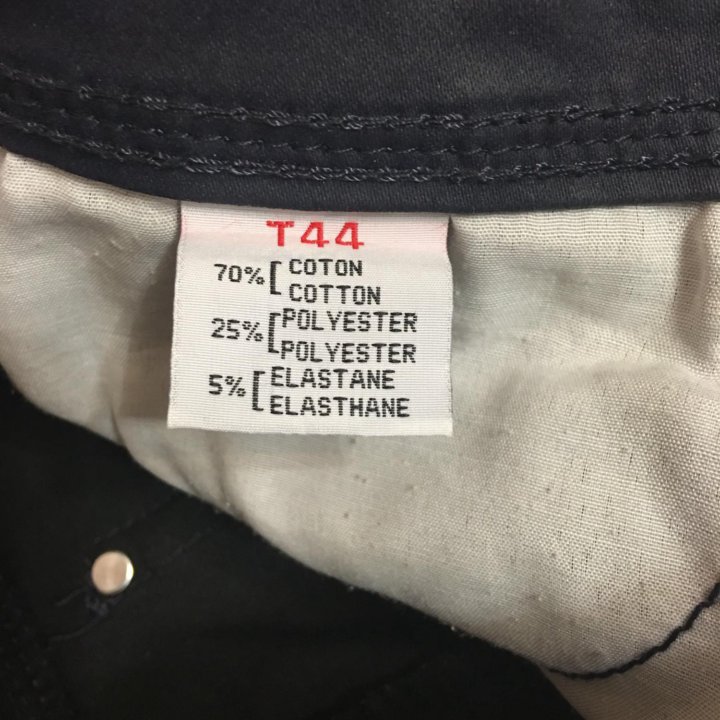 T44
70% [ COTON
COTTON
25% [ POLYESTER
POLYESTER
5% [ ELASTANE
ELASTHANE